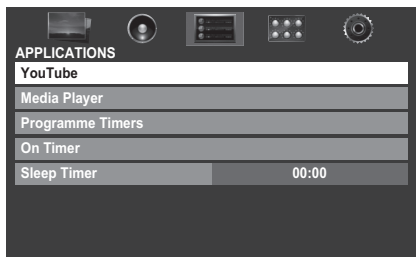 APPLICATIONS
YouTube
Media Player
Programme Timers
On Timer
Sleep Timer 00:00